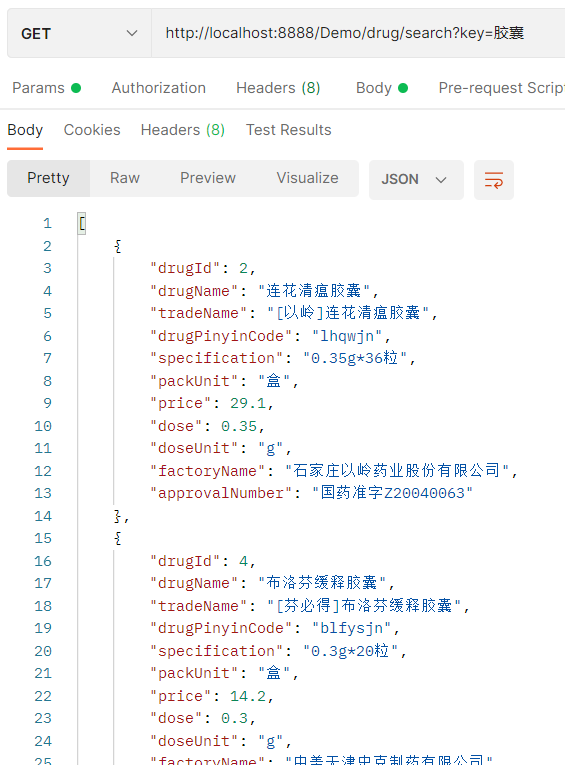 GET
http://localhost:8888/Demo/drug/search?key=胶囊
Params Authorization Headers (8) Body Pre-request Script
Body Cookies Headers (8) Test Results
Pretty Raw Preview Visualize JSON
1 [
2 {
3 "drugId": 2,
4 "drugName": "连花清瘟胶囊",
5 "tradeName": "[以岭]连花清瘟胶囊",
6 "drugPinyinCode": "lhqwjn",
7 "specification": "0.35g*36粒",
8 "packUnit": "盒",
9 "price": 29.1,
10 "dose": 0.35,
11 "doseUnit": "g",
12 "factoryName": "石家庄以岭药业股份有限公司",
13 "approvalNumber": "国药准字Z20040063"
14 },
15 {
16 "drugId": 4,
17 "drugName": "布洛芬缓释胶囊",
18 "tradeName": "[芬必得]布洛芬缓释胶囊",
19 "drugPinyinCode": "blfysjn",
20 "specification": "0.3g*20粒",
21 "packUnit": "盒",
22 "price": 14.2,
23 "dose": 0.3,
24 "doseUnit": "g",
25 "factoryName": "中美天津史克制药有限公司"